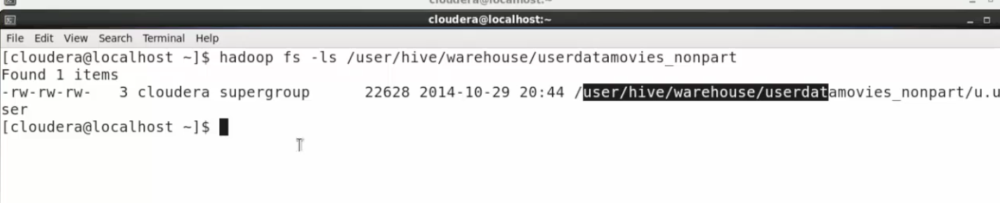 cloudera@localhost:~
cloudera@localhost:~
File Edit View Search Terminal Help
[cloudera@localhost ~]$ hadoop fs -ls /user/hive/warehouse/userdatamovies_nonpart
Found 1 items
-rw-rw-rw-   3 cloudera supergroup      22628 2014-10-29 20:44 /user/hive/warehouse/userdatamovies_nonpart/u.u
ser
[cloudera@localhost ~]$